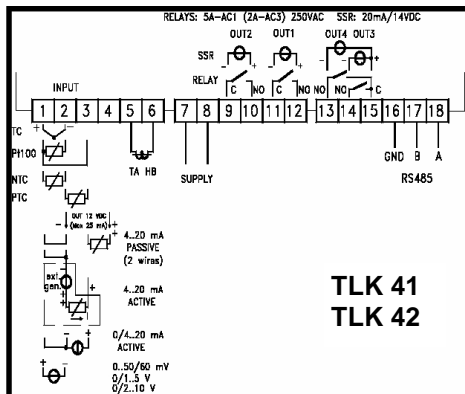 RELAYS: 5A-AC1 (2A-AC3) 250VAC SSR: 20mA/14VDC
OUT2 OUT1 OUT4 OUT3
SSR
RELAY
INPUT
C NO C NO NO NO C
1 2 3 4 5 6 7 8 9 10 11 12 13 14 15 16 17 18
TC
Pt100
NTC
PTC
TA HB
SUPPLY
GND B A
RS485
OUT 12 VDC
(Max 25 mA)
4..20 mA
PASSIVE
(2 wires)
ext.
gen.
4..20 mA
ACTIVE
0/4..20 mA
ACTIVE
0..50/60 mV
0/1..5 V
0/2..10 V
TLK 41
TLK 42